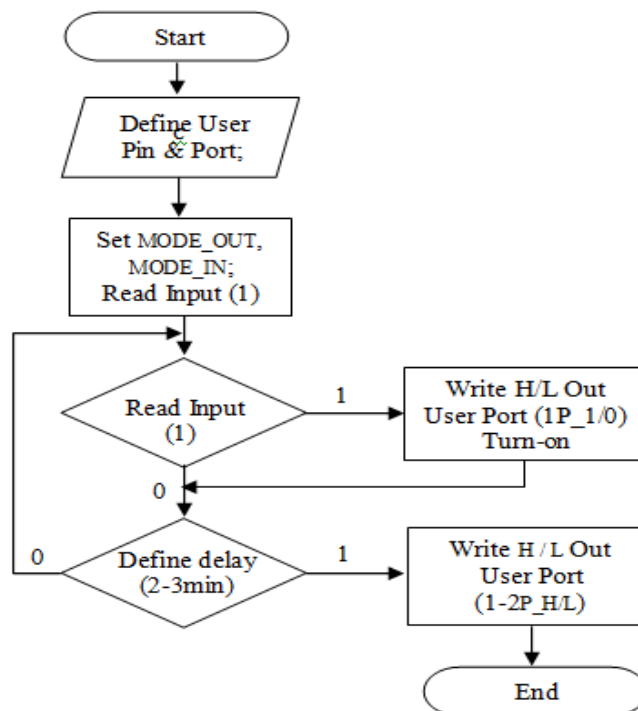 Start
Define User
c
Pin & Port;
Set MODE_OUT,
MODE_IN;
Read Input (1)
Read Input
(1)
1
Write H/L Out
User Port (1P_1/0)
Turn-on
0
Define delay
(2-3min)
0
1
Write H / L Out
User Port
(1-2P_H/L)
End